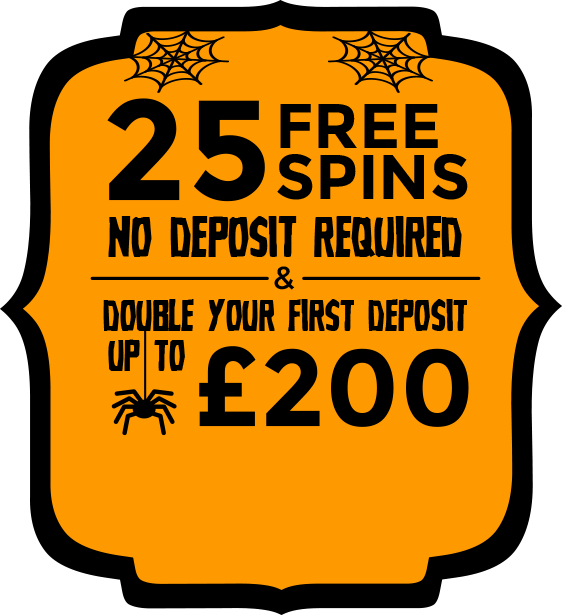 25 FREE
SPINS
NO DEPOSIT REQUIRED
&
DOUBLE YOUR FIRST DEPOSIT
UP TO
£200